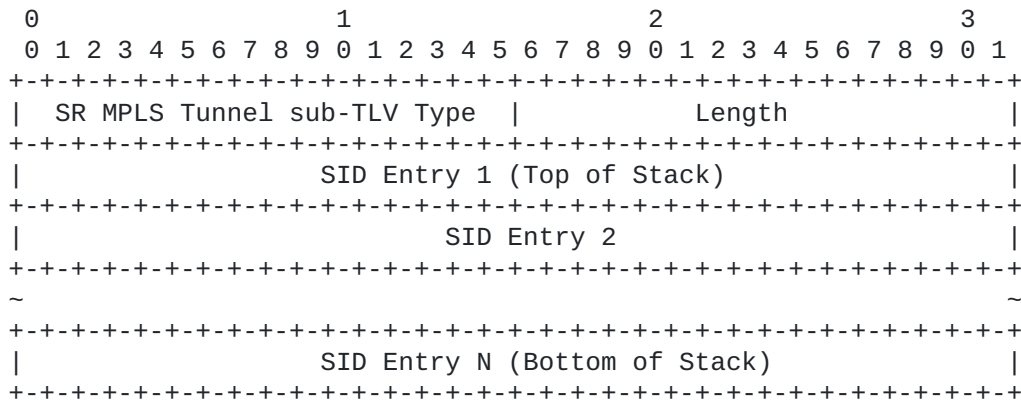 0                   1                   2                   3
 0 1 2 3 4 5 6 7 8 9 0 1 2 3 4 5 6 7 8 9 0 1 2 3 4 5 6 7 8 9 0 1
+-+-+-+-+-+-+-+-+-+-+-+-+-+-+-+-+-+-+-+-+-+-+-+-+-+-+-+-+-+-+-+-+
|  SR MPLS Tunnel sub-TLV Type  |           Length              |
+-+-+-+-+-+-+-+-+-+-+-+-+-+-+-+-+-+-+-+-+-+-+-+-+-+-+-+-+-+-+-+-+
|                   SID Entry 1 (Top of Stack)                  |
+-+-+-+-+-+-+-+-+-+-+-+-+-+-+-+-+-+-+-+-+-+-+-+-+-+-+-+-+-+-+-+-+
|                           SID Entry 2                         |
+-+-+-+-+-+-+-+-+-+-+-+-+-+-+-+-+-+-+-+-+-+-+-+-+-+-+-+-+-+-+-+-+
~                                                               ~
+-+-+-+-+-+-+-+-+-+-+-+-+-+-+-+-+-+-+-+-+-+-+-+-+-+-+-+-+-+-+-+-+
|                   SID Entry N (Bottom of Stack)               |
+-+-+-+-+-+-+-+-+-+-+-+-+-+-+-+-+-+-+-+-+-+-+-+-+-+-+-+-+-+-+-+-+